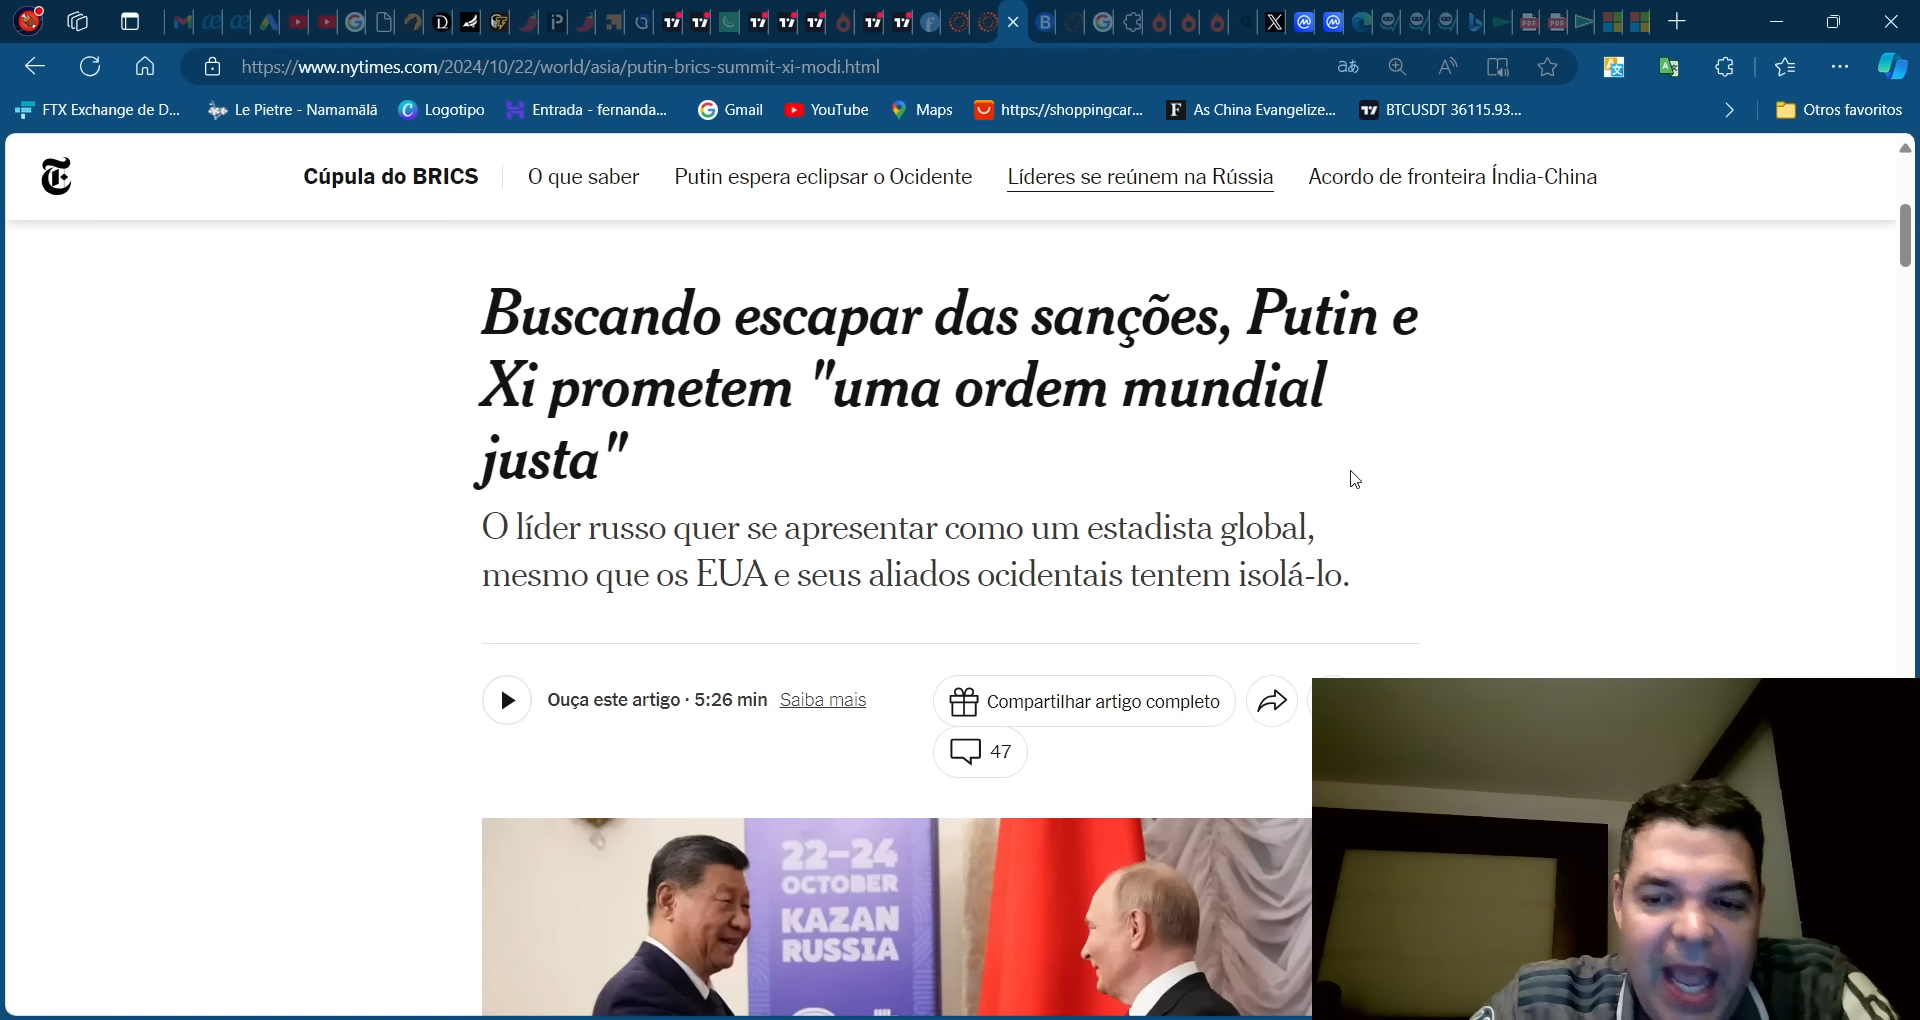 https://www.nytimes.com/2024/10/22/world/asia/putin-brics-summit-xi-modi.html
FTX Exchange de D...
Le Pietre - Namamālā
Logotipo
Entrada - fernanda...
Gmail
YouTube
Maps
https://shoppingcar...
As China Evangelize...
BTCUSDT 36115.93...
Otros favoritos
Cúpula do BRICS
O que saber
Putin espera eclipsar o Ocidente
Líderes se reúnem na Rússia
Acordo de fronteira Índia-China
Buscando escapar das sanções, Putin e
Xi prometem "uma ordem mundial
justa"
O líder russo quer se apresentar como um estadista global,
mesmo que os EUA e seus aliados ocidentais tentem isolá-lo.
Ouça este artigo · 5:26 min Saiba mais
Compartilhar artigo completo
47
22–24
OCTOBER
KAZAN
RUSSIA